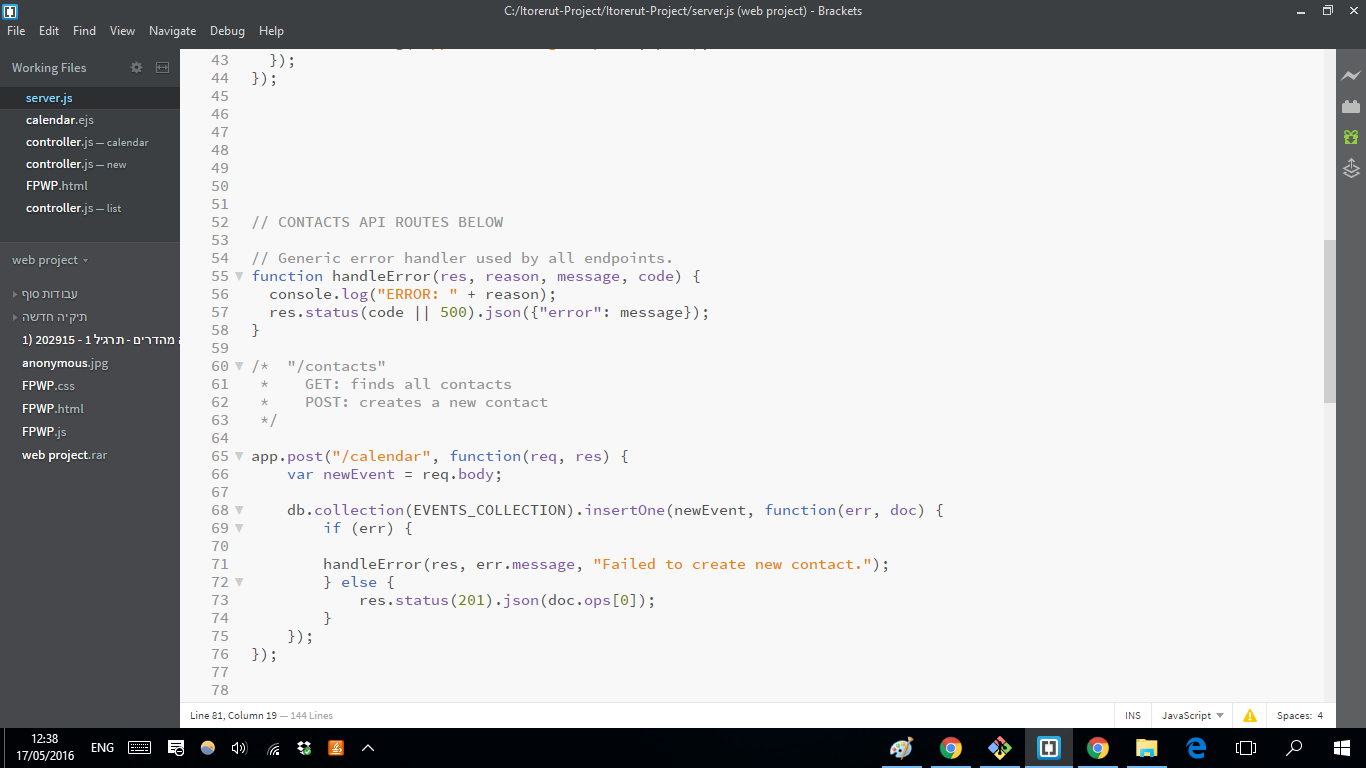 C:/ltorerut-Project/ltorerut-Project/server.js (web project) - Brackets
File Edit Find View Navigate Debug Help
Working Files
server.js
calendar.ejs
controller.js — calendar
controller.js — new
FPWP.html
controller.js — list
web project
עבודות סוף
תיקיה חדשה
מהדרים - תרגיל 1 - 202915 (1
anonymous.jpg
FPWP.css
FPWP.html
FPWP.js
web project.rar
43 });
44 });
45
46
47
48
49
50
51
52 // CONTACTS API ROUTES BELOW
53
54 // Generic error handler used by all endpoints.
55 function handleError(res, reason, message, code) {
56 console.log("ERROR: " + reason);
57 res.status(code || 500).json({"error": message});
58 }
59
60 /* "/contacts"
61 * GET: finds all contacts
62 * POST: creates a new contact
63 */
64
65 app.post("/calendar", function(req, res) {
66 var newEvent = req.body;
67
68 db.collection(EVENTS_COLLECTION).insertOne(newEvent, function(err, doc) {
69 if (err) {
70
71 handleError(res, err.message, "Failed to create new contact.");
72 } else {
73 res.status(201).json(doc.ops[0]);
74 }
75 });
76 });
77
78
Line 81, Column 19 — 144 Lines
INS JavaScript Spaces: 4
12:38
17/05/2016
ENG